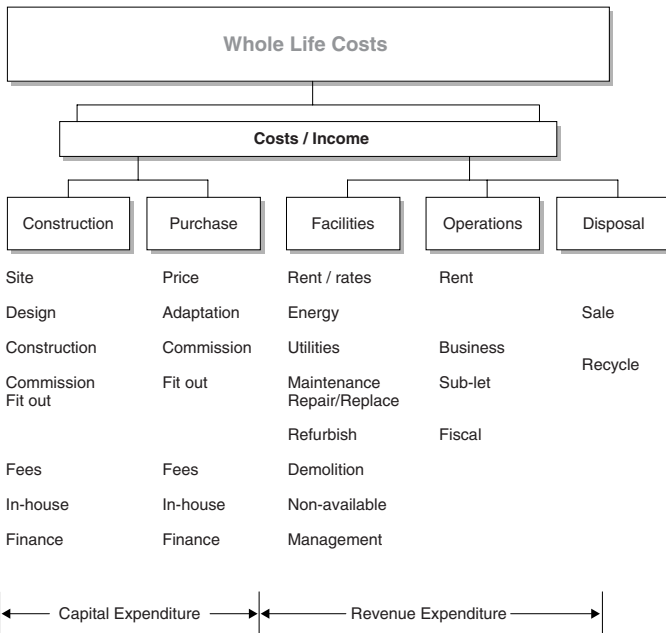 Whole Life Costs
Costs / Income
Construction
Purchase
Facilities
Operations
Disposal
Site
Price
Rent / rates
Rent
Design
Adaptation
Energy
Sale
Construction
Commission
Utilities
Business
Recycle
Commission
Fit out
Fit out
Maintenance
Repair/Replace
Sub-let
Refurbish
Fiscal
Fees
Fees
Demolition
In-house
In-house
Non-available
Finance
Finance
Management
Capital Expenditure
Revenue Expenditure